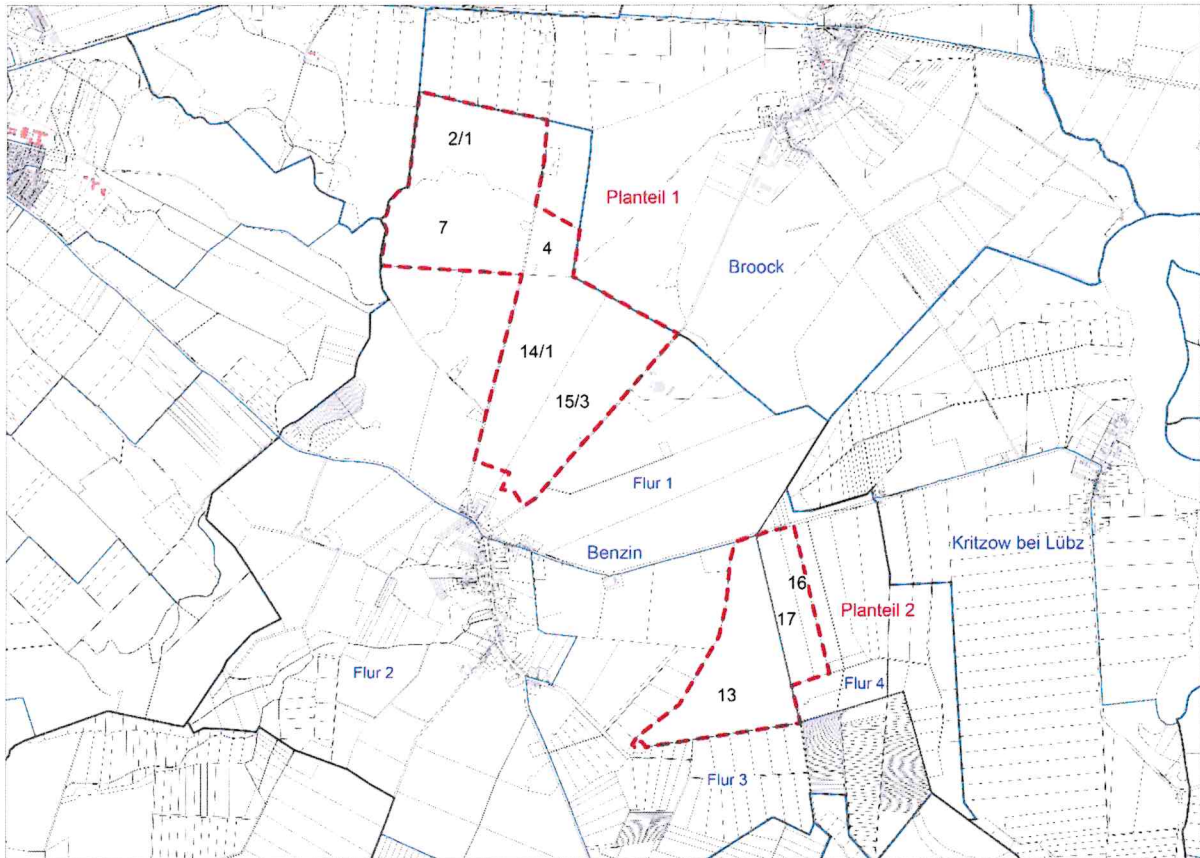 2/1
Planteil 1
7
4
Broock
14/1
15/3
Flur 1
Benzin
Kritzow bei Lübz
16
17
Planteil 2
Flur 2
Flur 4
13
Flur 3